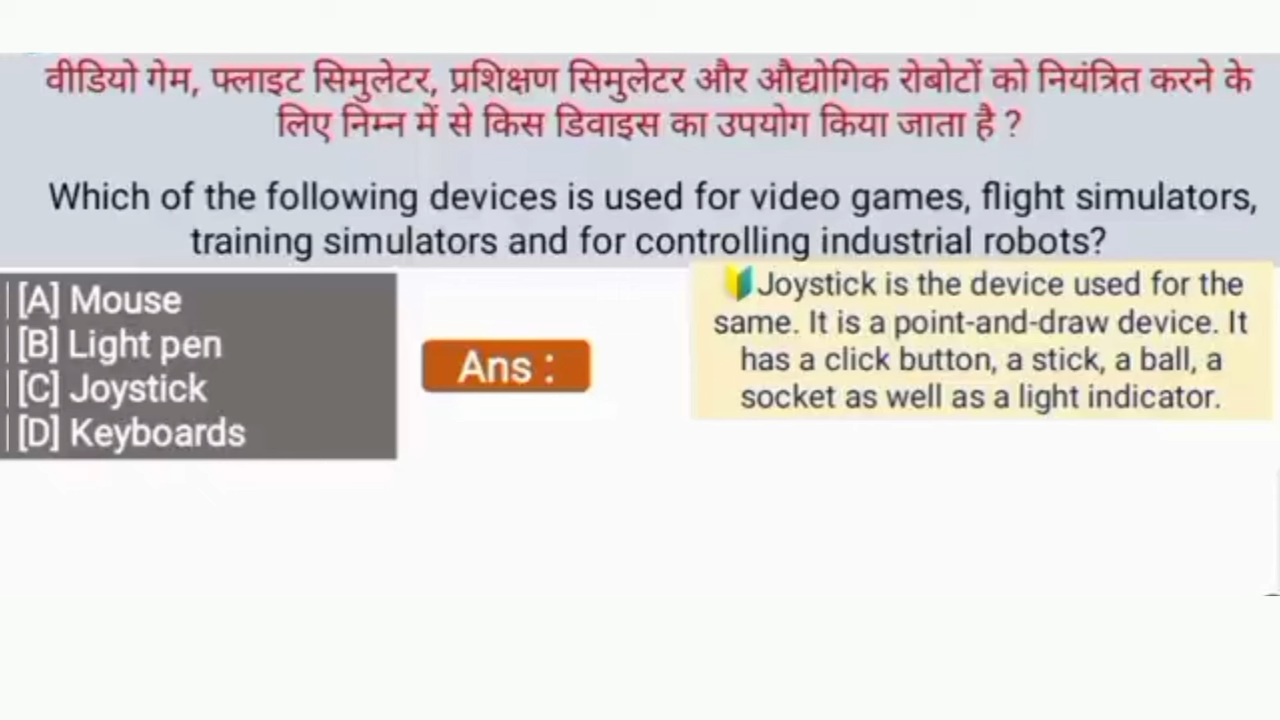 वीडियो गेम, फ्लाइट सिमुलेटर, प्रशिक्षण सिमुलेटर और औद्योगिक रोबोटों को नियंत्रित करने के
लिए निम्न में से किस डिवाइस का उपयोग किया जाता है ?
Which of the following devices is used for video games, flight simulators,
training simulators and for controlling industrial robots?
[A] Mouse
[B] Light pen
[C] Joystick
[D] Keyboards
Ans :
Joystick is the device used for the
same. It is a point-and-draw device. It
has a click button, a stick, a ball, a
socket as well as a light indicator.